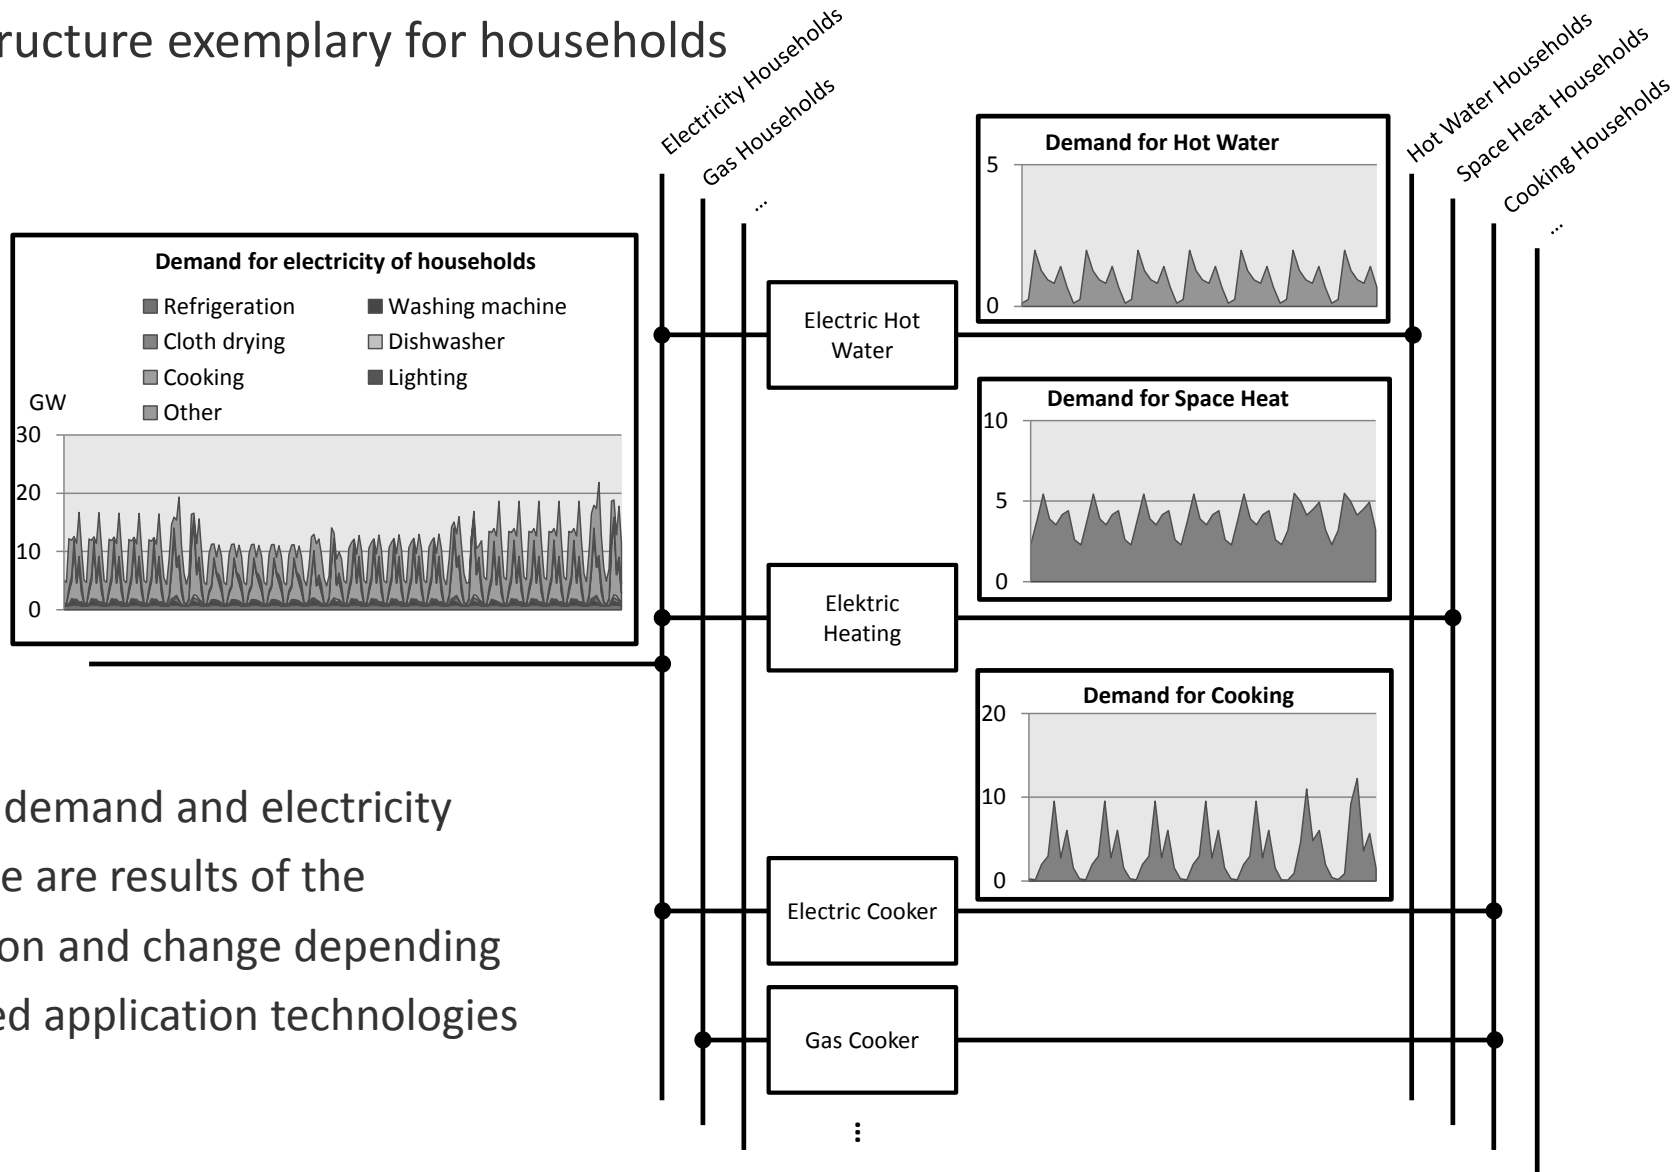 ructure exemplary for households
Electricity Households
Gas Households
...
Hot Water Households
Space Heat Households
Cooking Households
...
Demand for electricity of households
Refrigeration
Washing machine
Cloth drying
Dishwasher
Cooking
Lighting
Other
GW
30
20
10
0
Demand for Hot Water
5
0
Electric Hot
Water
Demand for Space Heat
10
5
0
Elektric
Heating
Demand for Cooking
20
10
0
Electric Cooker
Gas Cooker
...
demand and electricity
e are results of the
on and change depending
ed application technologies